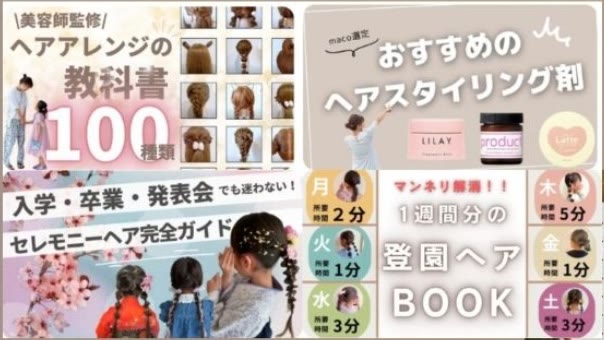 \美容師監修/
ヘアアレンジの
教科書
100種類
maco選定
おすすめの
ヘアスタイリング剤
LILAY
product
Latte
入学・卒業・発表会でも迷わない!
セレモニーヘア完全ガイド
マンネリ解消!!
1週間分の
登園ヘア
BOOK
月
所要時間 2分
火
所要時間 1分
水
所要時間 3分
木
所要時間 5分
金
所要時間 1分
土
所要時間 3分